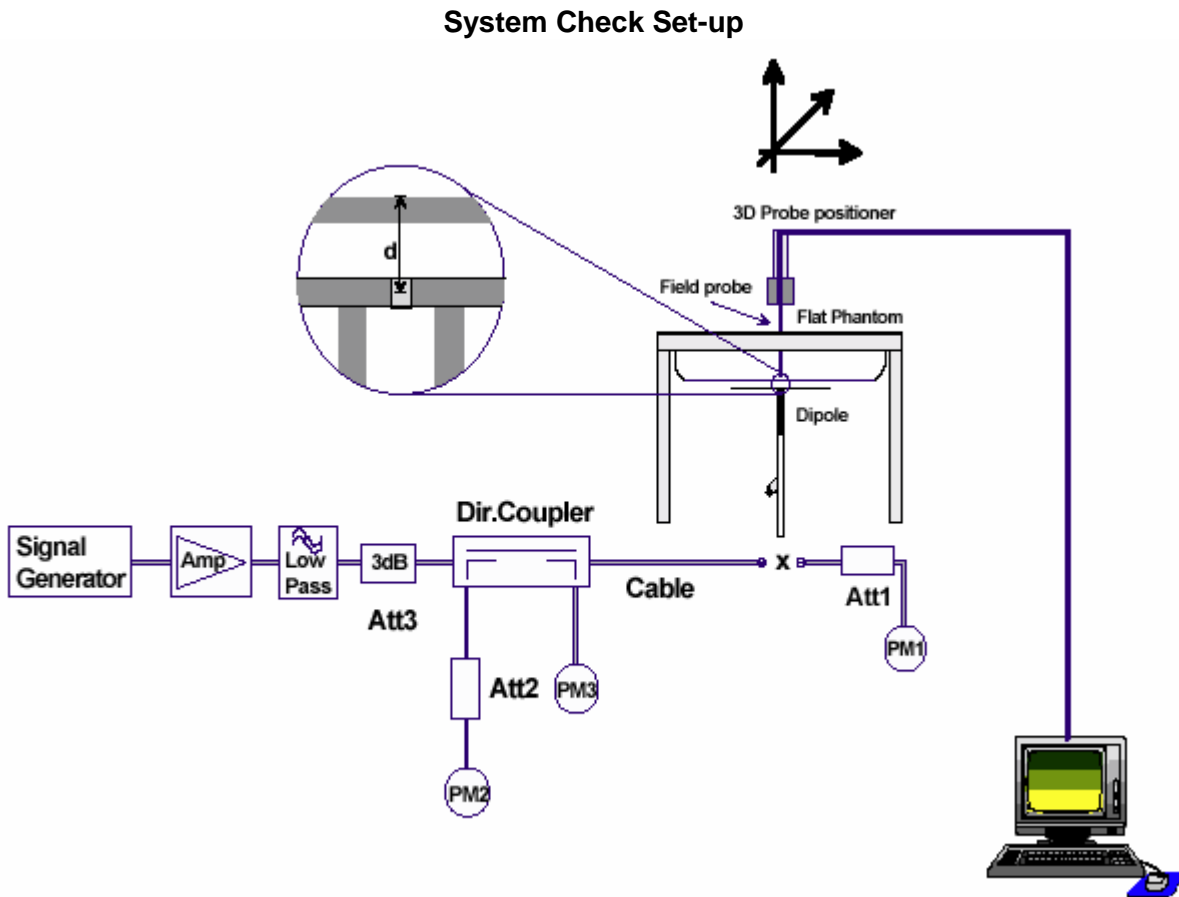 System Check Set-up
3D Probe positioner
d
Field probe
Flat Phantom
Dipole
Dir.Coupler
Signal
Generator
Amp
Low
Pass
3dB
Att3
Cable
x
Att1
PM1
Att2
PM3
PM2